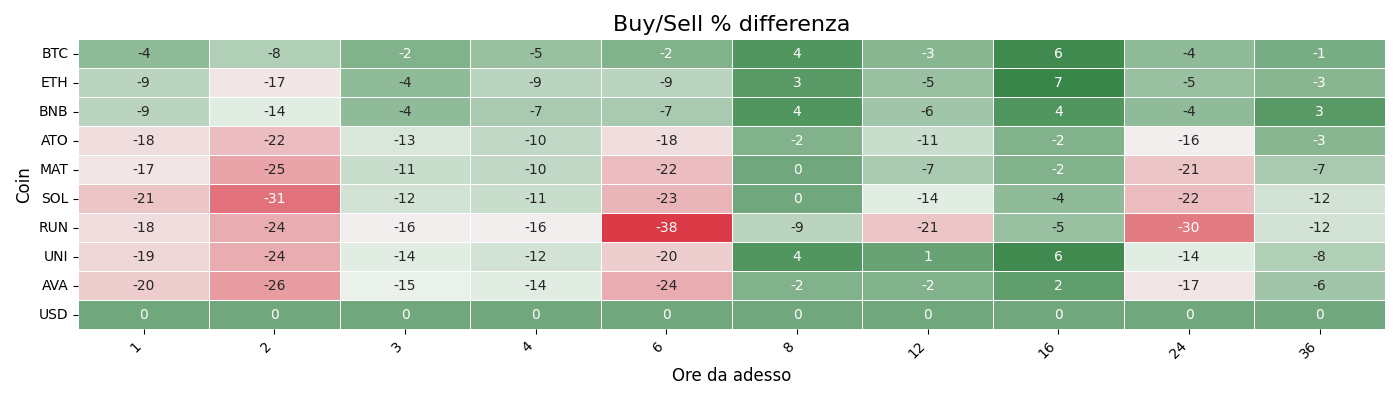 Buy/Sell % differenza
Coin
BTC -4 -8 -2 -5 -2 4 -3 6 -4 -1
ETH -9 -17 -4 -9 -9 3 -5 7 -5 -3
BNB -9 -14 -4 -7 -7 4 -6 4 -4 3
ATO -18 -22 -13 -10 -18 -2 -11 -2 -16 -3
MAT -17 -25 -11 -10 -22 0 -7 -2 -21 -7
SOL -21 -31 -12 -11 -23 0 -14 -4 -22 -12
RUN -18 -24 -16 -16 -38 -9 -21 -5 -30 -12
UNI -19 -24 -14 -12 -20 4 1 6 -14 -8
AVA -20 -26 -15 -14 -24 -2 -2 2 -17 -6
USD 0 0 0 0 0 0 0 0 0 0
1 2 3 4 6 8 12 16 24 36
Ore da adesso